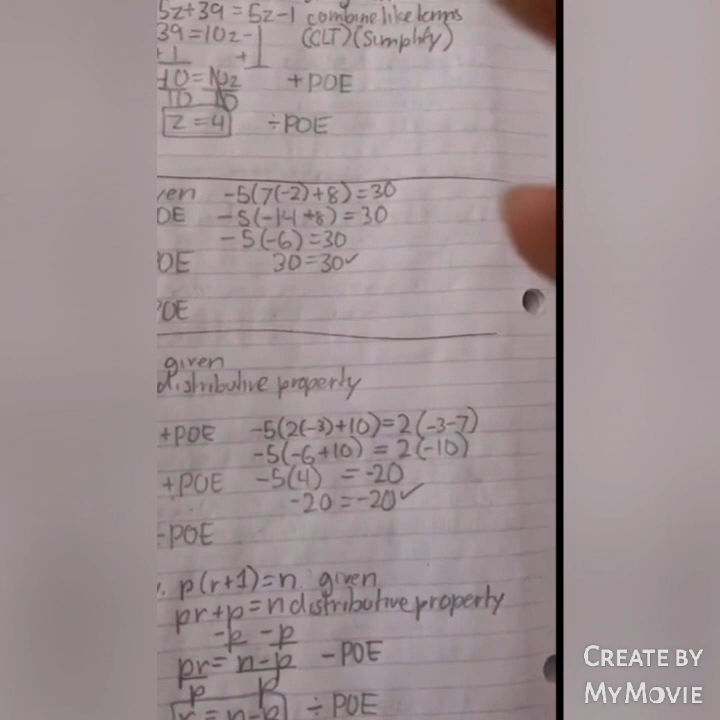 5z+39=5z-1 combine like terms
39=10z-1 (CLT)(Simplify)
+1 +1
40=10z +POE
10 10
z=4 ÷POE
ven -5(7(-2)+8)=30
OE -5(-14+8)=30
-5(-6)=30
OE 30=30✓
POE
given
distributive property
+POE -5(2(-3)+10)=2(-3-7)
-5(-6+10)=2(-10)
+POE -5(4) =-20
-20=-20✓
-POE
. p(r+1)=n given
pr+p=n distributive property
-p -p
pr=n-p -POE
p p
r=n-p ÷POE
CREATE BY
MYMOVIE